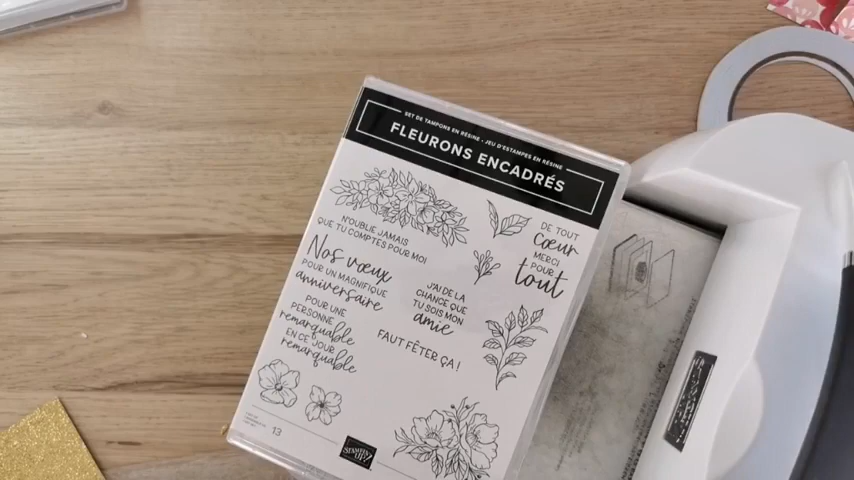 SET DE TAMPONS EN RÉSINE • JEU D'ESTAMPES EN RÉSINE
FLEURONS ENCADRÉS
N'OUBLIE JAMAIS
QUE TU COMPTES POUR MOI
Nos vœux
POUR UN MAGNIFIQUE
anniversaire
POUR UNE
PERSONNE
remarquable
EN CE JOUR
remarquable
DE TOUT
Cœur
MERCI
POUR
tout
J'AI DE LA
CHANCE QUE
TU SOIS MON
amie
FAUT FÊTER ÇA !
13
STAMPIN'
UP!